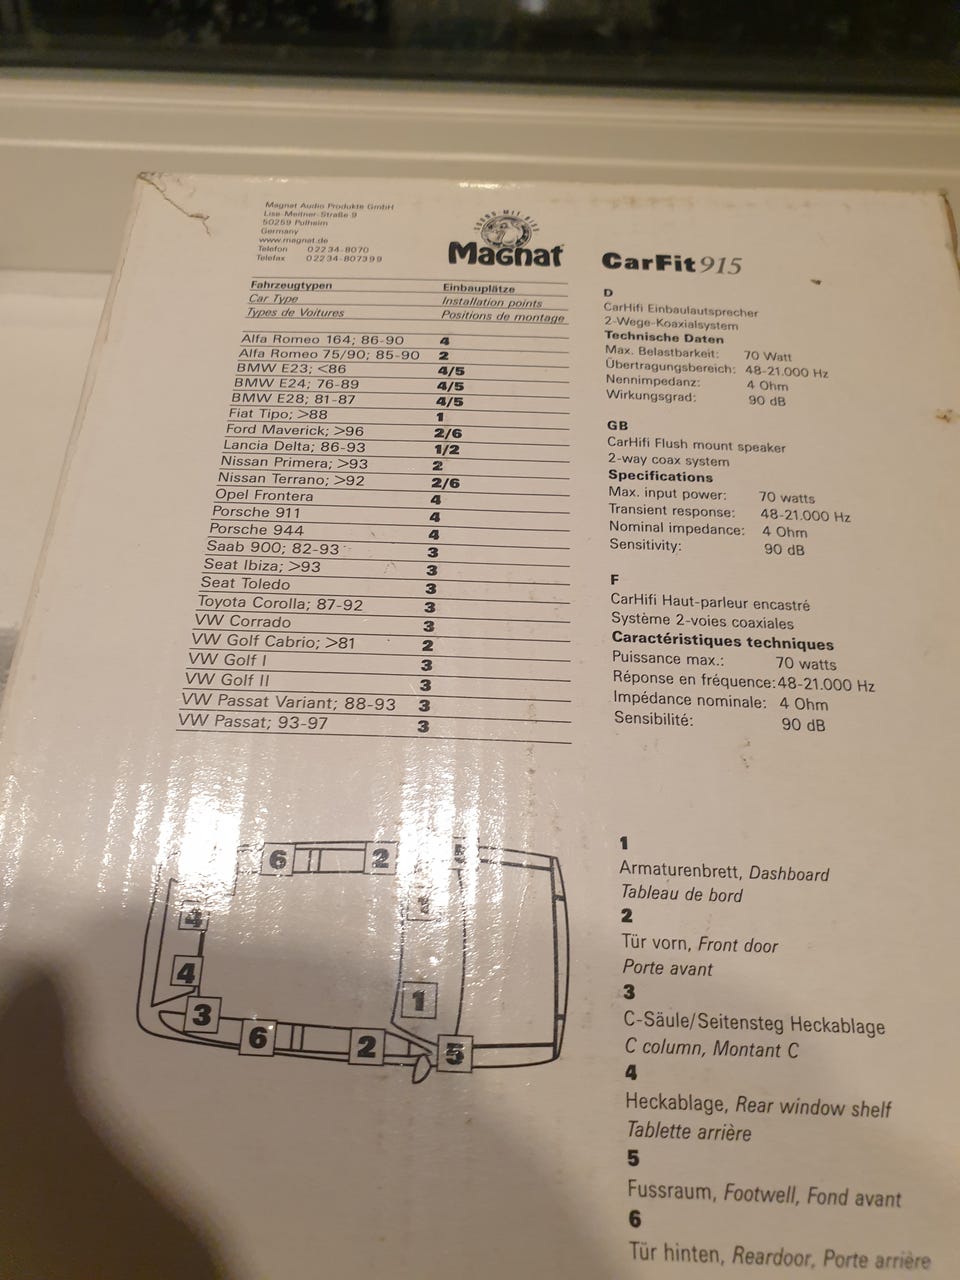 Magnat Audio Produkte GmbH
Lise-Meitner-Straße 9
50259 Pulheim
Germany
www.magnat.de
Telefon 02234-8070
Telefax 02234-807399
SOUND MIT BISS
Magnat
CarFit 915
Fahrzeugtypen Einbauplätze
Car Type Installation points
Types de Voitures Positions de montage
Alfa Romeo 164; 86-90 4
Alfa Romeo 75/90; 85-90 2
BMW E23; <86 4/5
BMW E24; 76-89 4/5
BMW E28; 81-87 4/5
Fiat Tipo; >88 1
Ford Maverick; >96 2/6
Lancia Delta; 86-93 1/2
Nissan Primera; >93 2
Nissan Terrano; >92 2/6
Opel Frontera 4
Porsche 911 4
Porsche 944 4
Saab 900; 82-93 3
Seat Ibiza; >93 3
Seat Toledo 3
Toyota Corolla; 87-92 3
VW Corrado 3
VW Golf Cabrio; >81 2
VW Golf I 3
VW Golf II 3
VW Passat Variant; 88-93 3
VW Passat; 93-97 3
D
CarHifi Einbaulautsprecher
2-Wege-Koaxialsystem
Technische Daten
Max. Belastbarkeit: 70 Watt
Übertragungsbereich: 48-21.000 Hz
Nennimpedanz: 4 Ohm
Wirkungsgrad: 90 dB
GB
CarHifi Flush mount speaker
2-way coax system
Specifications
Max. input power: 70 watts
Transient response: 48-21.000 Hz
Nominal impedance: 4 Ohm
Sensitivity: 90 dB
F
CarHifi Haut-parleur encastré
Système 2-voies coaxiales
Caractéristiques techniques
Puissance max.: 70 watts
Réponse en fréquence: 48-21.000 Hz
Impédance nominale: 4 Ohm
Sensibilité: 90 dB
6 2 5
4
4 1
3 6 2 5
1
Armaturenbrett, Dashboard
Tableau de bord
2
Tür vorn, Front door
Porte avant
3
C-Säule/Seitensteg Heckablage
C column, Montant C
4
Heckablage, Rear window shelf
Tablette arrière
5
Fussraum, Footwell, Fond avant
6
Tür hinten, Reardoor, Porte arrière